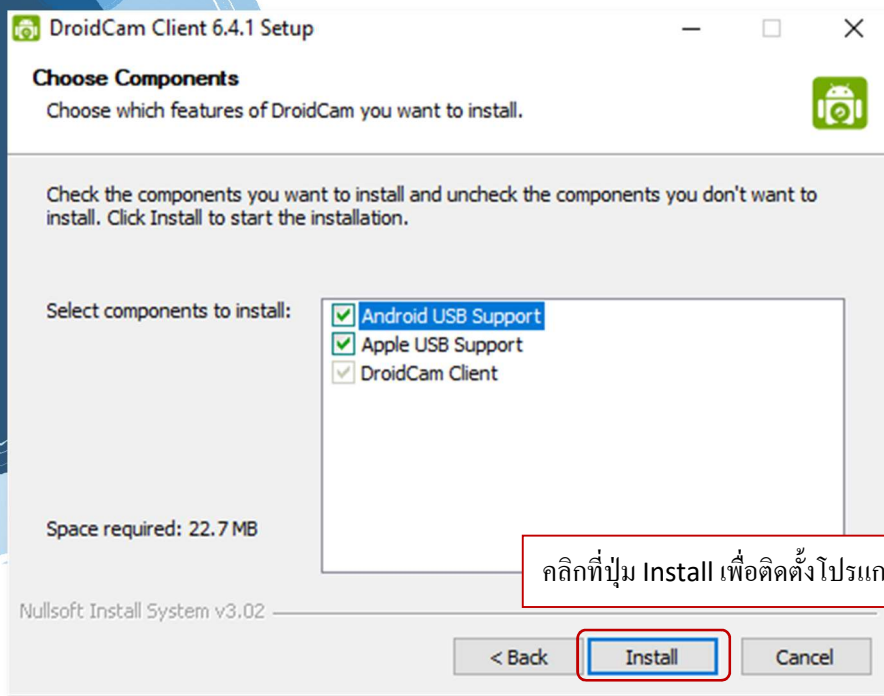 DroidCam Client 6.4.1 Setup
Choose Components
Choose which features of DroidCam you want to install.
Check the components you want to install and uncheck the components you don't want to
install. Click Install to start the installation.
Select components to install:
Android USB Support
Apple USB Support
DroidCam Client
Space required: 22.7 MB
คลิกที่ปุ่ม Install เพื่อติดตั้งโปรแก
Nullsoft Install System v3.02
< Back
Install
Cancel